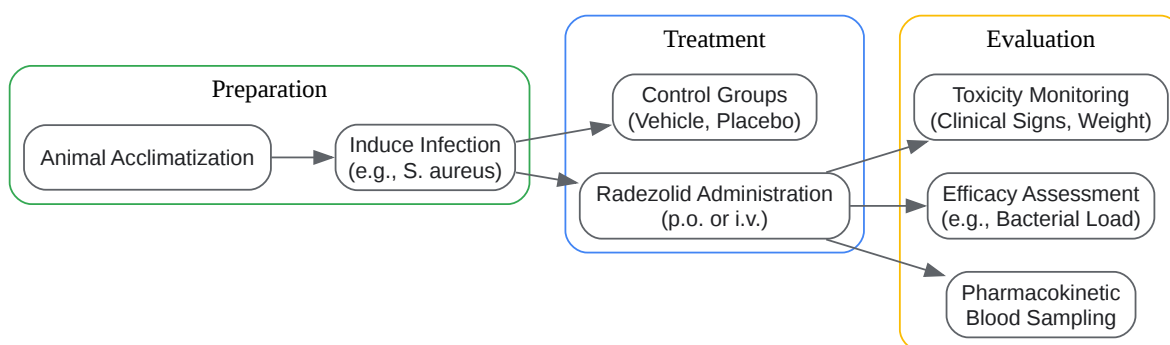 Preparation
Animal Acclimatization
Induce Infection
(e.g., S. aureus)
Treatment
Control Groups
(Vehicle, Placebo)
Radezolid Administration
(p.o. or i.v.)
Evaluation
Toxicity Monitoring
(Clinical Signs, Weight)
Efficacy Assessment
(e.g., Bacterial Load)
Pharmacokinetic
Blood Sampling